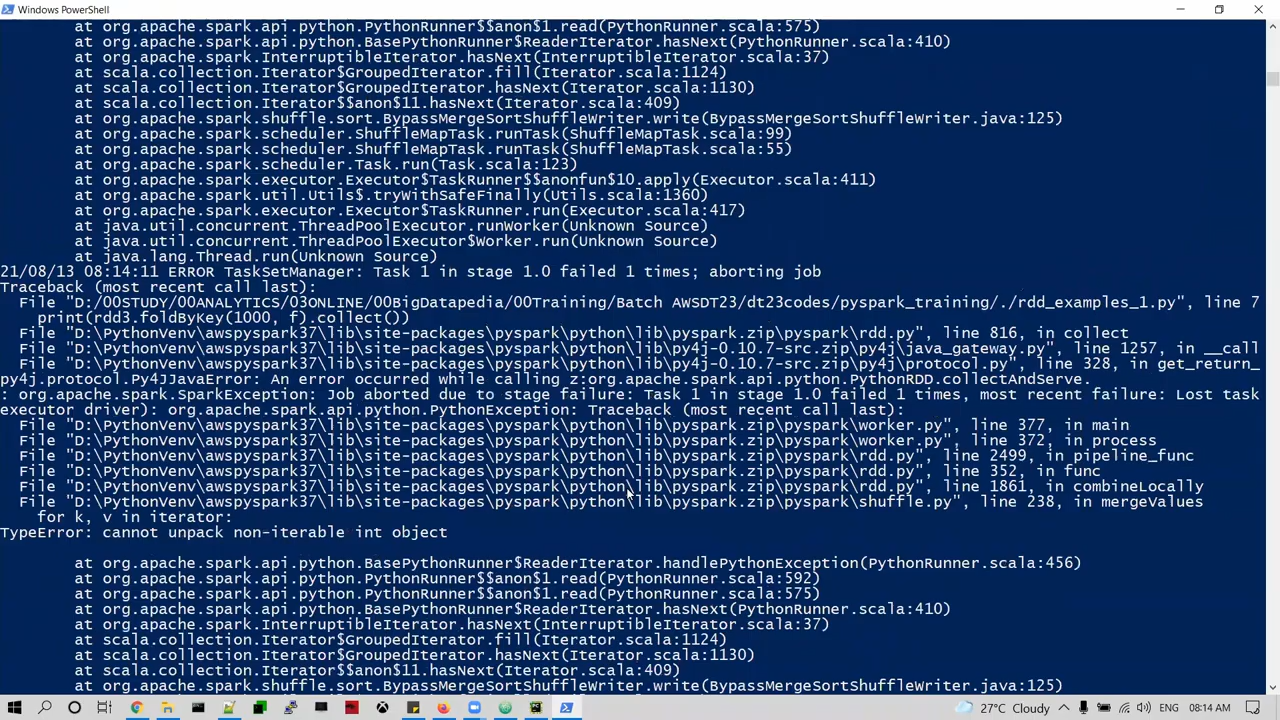 Windows PowerShell
at org.apache.spark.api.python.PythonRunner$$anon$1.read(PythonRunner.scala:575)
at org.apache.spark.api.python.BasePythonRunner$ReaderIterator.hasNext(PythonRunner.scala:410)
at org.apache.spark.InterruptibleIterator.hasNext(InterruptibleIterator.scala:37)
at scala.collection.Iterator$GroupedIterator.fill(Iterator.scala:1124)
at scala.collection.Iterator$GroupedIterator.hasNext(Iterator.scala:1130)
at scala.collection.Iterator$$anon$11.hasNext(Iterator.scala:409)
at org.apache.spark.shuffle.sort.BypassMergeSortShuffleWriter.write(BypassMergeSortShuffleWriter.java:125)
at org.apache.spark.scheduler.ShuffleMapTask.runTask(ShuffleMapTask.scala:99)
at org.apache.spark.scheduler.ShuffleMapTask.runTask(ShuffleMapTask.scala:55)
at org.apache.spark.scheduler.Task.run(Task.scala:123)
at org.apache.spark.executor.Executor$TaskRunner$$anonfun$10.apply(Executor.scala:411)
at org.apache.spark.util.Utils$.tryWithSafeFinally(Utils.scala:1360)
at org.apache.spark.executor.Executor$TaskRunner.run(Executor.scala:417)
at java.util.concurrent.ThreadPoolExecutor.runWorker(Unknown Source)
at java.util.concurrent.ThreadPoolExecutor$Worker.run(Unknown Source)
at java.lang.Thread.run(Unknown Source)
21/08/13 08:14:11 ERROR TaskSetManager: Task 1 in stage 1.0 failed 1 times; aborting job
Traceback (most recent call last):
File "D:/00STUDY/00ANALYTICS/03ONLINE/00BigDatapedia/00Training/Batch AWSDT23/dt23codes/pyspark_training/./rdd_examples_1.py", line 7
print(rdd3.foldByKey(1000, f).collect())
File "D:\PythonVenv\awspyspark37\lib\site-packages\pyspark\python\lib\pyspark.zip\pyspark\rdd.py", line 816, in collect
File "D:\PythonVenv\awspyspark37\lib\site-packages\pyspark\python\lib\py4j-0.10.7-src.zip\py4j\java_gateway.py", line 1257, in __call
File "D:\PythonVenv\awspyspark37\lib\site-packages\pyspark\python\lib\py4j-0.10.7-src.zip\py4j\protocol.py", line 328, in get_return_
py4j.protocol.Py4JJavaError: An error occurred while calling z:org.apache.spark.api.python.PythonRDD.collectAndServe.
: org.apache.spark.SparkException: Job aborted due to stage failure: Task 1 in stage 1.0 failed 1 times, most recent failure: Lost task
executor driver): org.apache.spark.api.python.PythonException: Traceback (most recent call last):
File "D:\PythonVenv\awspyspark37\lib\site-packages\pyspark\python\lib\pyspark.zip\pyspark\worker.py", line 377, in main
File "D:\PythonVenv\awspyspark37\lib\site-packages\pyspark\python\lib\pyspark.zip\pyspark\worker.py", line 372, in process
File "D:\PythonVenv\awspyspark37\lib\site-packages\pyspark\python\lib\pyspark.zip\pyspark\rdd.py", line 2499, in pipeline_func
File "D:\PythonVenv\awspyspark37\lib\site-packages\pyspark\python\lib\pyspark.zip\pyspark\rdd.py", line 352, in func
File "D:\PythonVenv\awspyspark37\lib\site-packages\pyspark\python\lib\pyspark.zip\pyspark\rdd.py", line 1861, in combineLocally
File "D:\PythonVenv\awspyspark37\lib\site-packages\pyspark\python\lib\pyspark.zip\pyspark\shuffle.py", line 238, in mergeValues
for k, v in iterator:
TypeError: cannot unpack non-iterable int object
at org.apache.spark.api.python.BasePythonRunner$ReaderIterator.handlePythonException(PythonRunner.scala:456)
at org.apache.spark.api.python.PythonRunner$$anon$1.read(PythonRunner.scala:592)
at org.apache.spark.api.python.PythonRunner$$anon$1.read(PythonRunner.scala:575)
at org.apache.spark.api.python.BasePythonRunner$ReaderIterator.hasNext(PythonRunner.scala:410)
at org.apache.spark.InterruptibleIterator.hasNext(InterruptibleIterator.scala:37)
at scala.collection.Iterator$GroupedIterator.fill(Iterator.scala:1124)
at scala.collection.Iterator$GroupedIterator.hasNext(Iterator.scala:1130)
at scala.collection.Iterator$$anon$11.hasNext(Iterator.scala:409)
at org.apache.spark.shuffle.sort.BypassMergeSortShuffleWriter.write(BypassMergeSortShuffleWriter.java:125)
27°C Cloudy ENG 08:14 AM